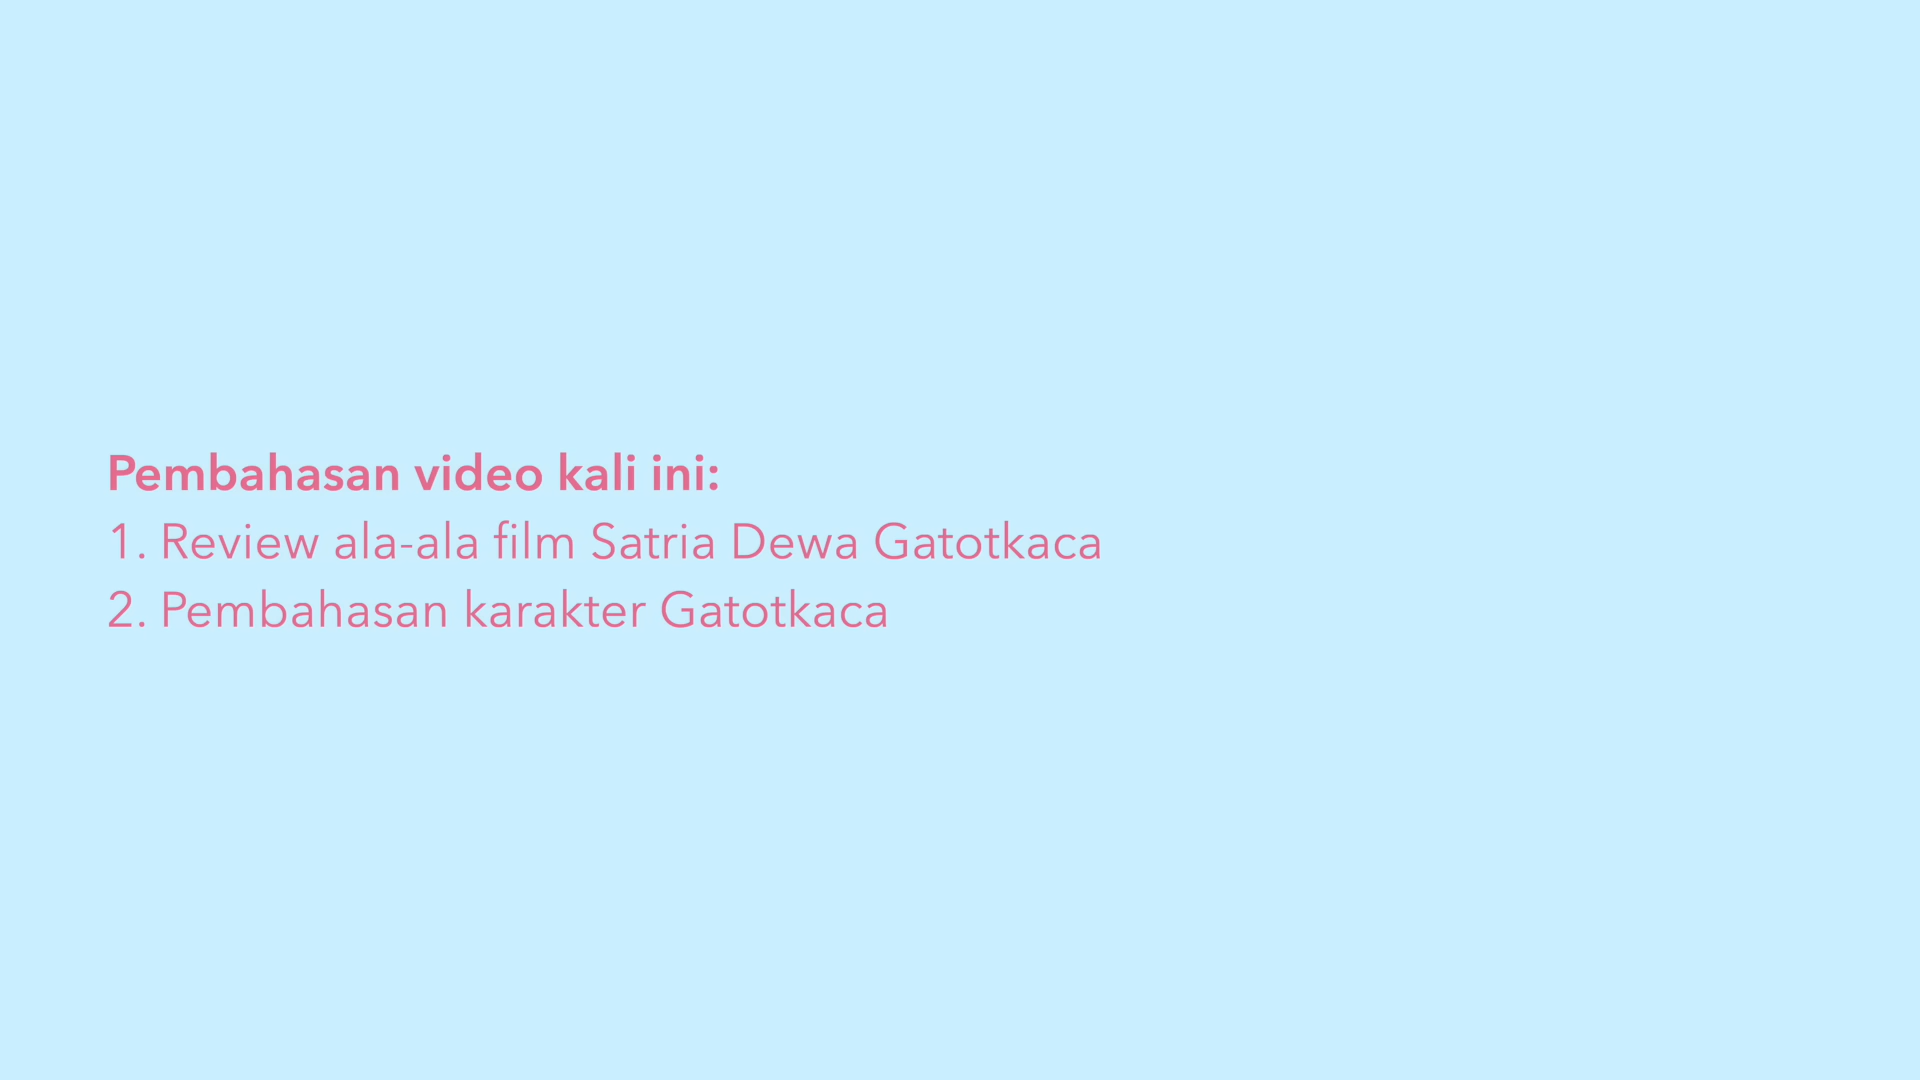 Pembahasan video kali ini:
1. Review ala-ala film Satria Dewa Gatotkaca
2. Pembahasan karakter Gatotkaca